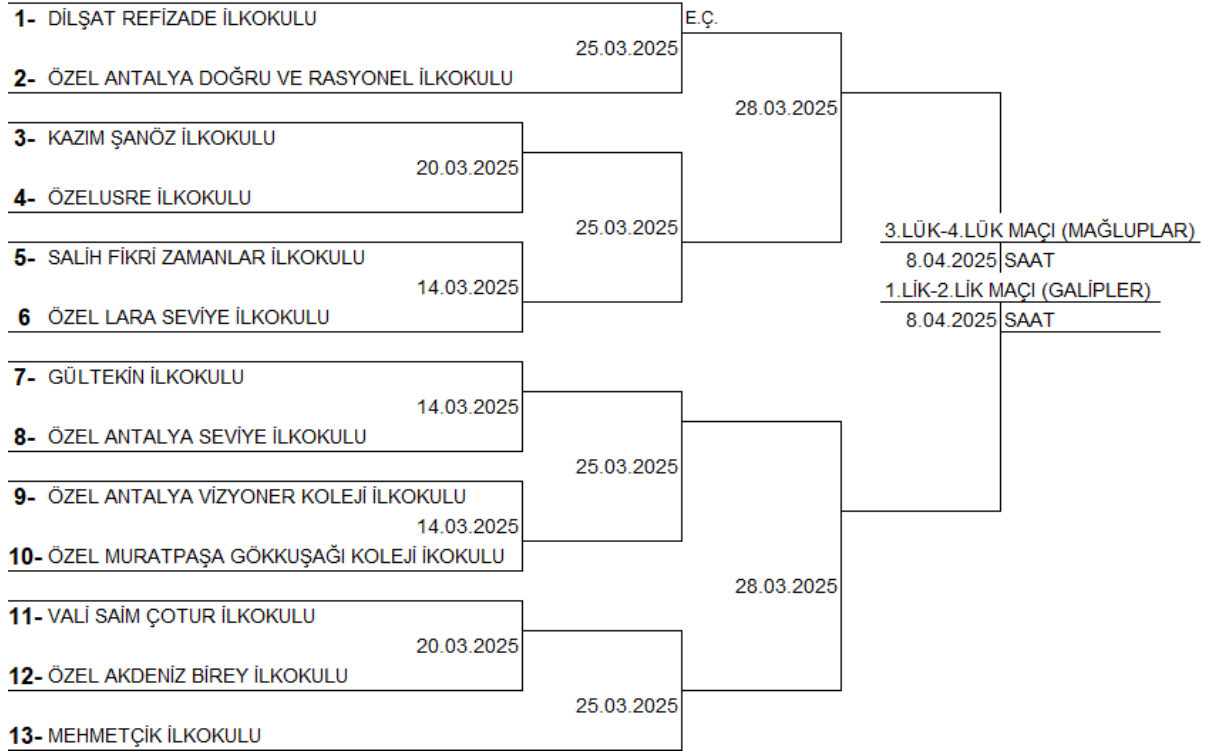 1- DİLŞAT REFİZADE İLKOKULU
E.Ç.
25.03.2025
2- ÖZEL ANTALYA DOĞRU VE RASYONEL İLKOKULU
28.03.2025
3- KAZIM ŞANÖZ İLKOKULU
20.03.2025
4- ÖZELUSRE İLKOKULU
25.03.2025
3.LÜK-4.LÜK MAÇI (MAĞLUPLAR)
5- SALİH FİKRİ ZAMANLAR İLKOKULU
8.04.2025 SAAT
14.03.2025
1.LİK-2.LİK MAÇI (GALİPLER)
6 ÖZEL LARA SEVİYE İLKOKULU
8.04.2025 SAAT
7- GÜLTEKİN İLKOKULU
14.03.2025
8- ÖZEL ANTALYA SEVİYE İLKOKULU
25.03.2025
9- ÖZEL ANTALYA VİZYONER KOLEJİ İLKOKULU
14.03.2025
10- ÖZEL MURATPAŞA GÖKKUŞAĞI KOLEJİ İKOKULU
28.03.2025
11- VALİ SAİM ÇOTUR İLKOKULU
20.03.2025
12- ÖZEL AKDENİZ BİREY İLKOKULU
25.03.2025
13- MEHMETÇİK İLKOKULU